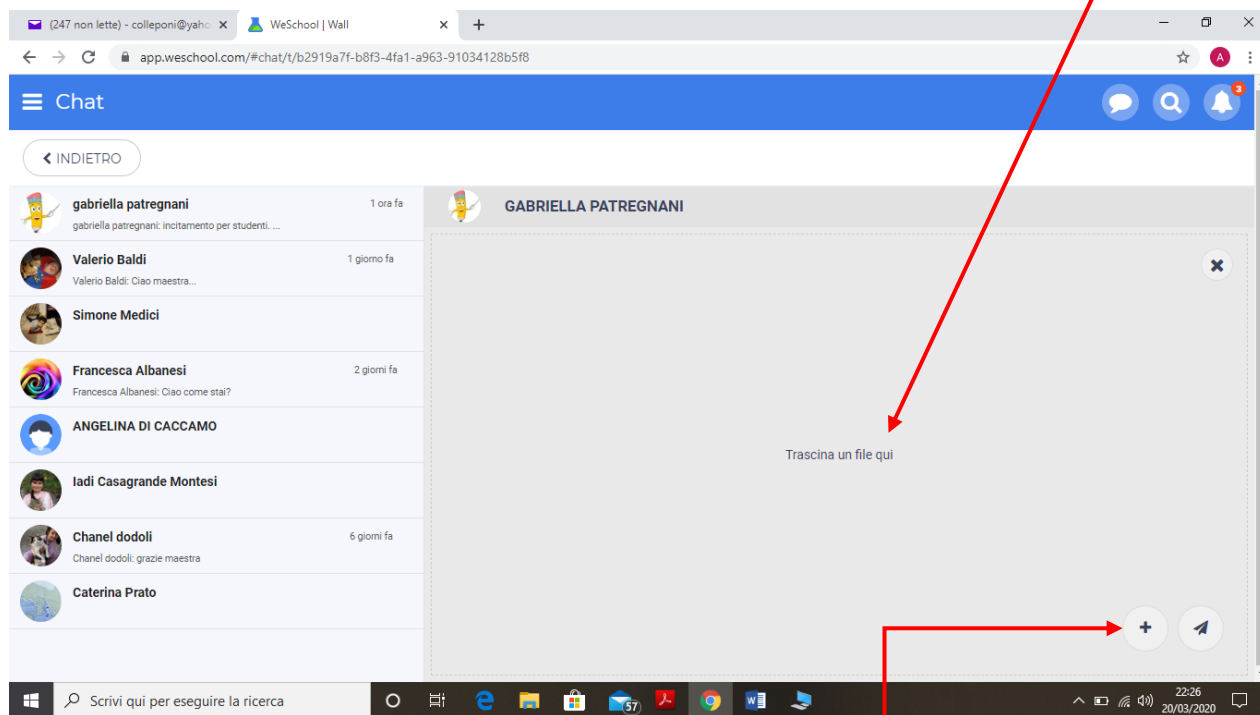 (247 non lette) - colleponi@yaho
WeSchool | Wall
app.weschool.com/#chat/t/b2919a7f-b8f3-4fa1-a963-91034128b5f8
A
Chat
3
INDIETRO
gabriella patregnani
1 ora fa
gabriella patregnani: incitamento per studenti. ...
Valerio Baldi
1 giorno fa
Valerio Baldi: Ciao maestra...
Simone Medici
Francesca Albanesi
2 giorni fa
Francesca Albanesi: Ciao come stai?
ANGELINA DI CACCAMO
Iadi Casagrande Montesi
Chanel dodoli
6 giorni fa
Chanel dodoli: grazie maestra
Caterina Prato
GABRIELLA PATREGNANI
Trascina un file qui
Scrivi qui per eseguire la ricerca
57
22:26
20/03/2020